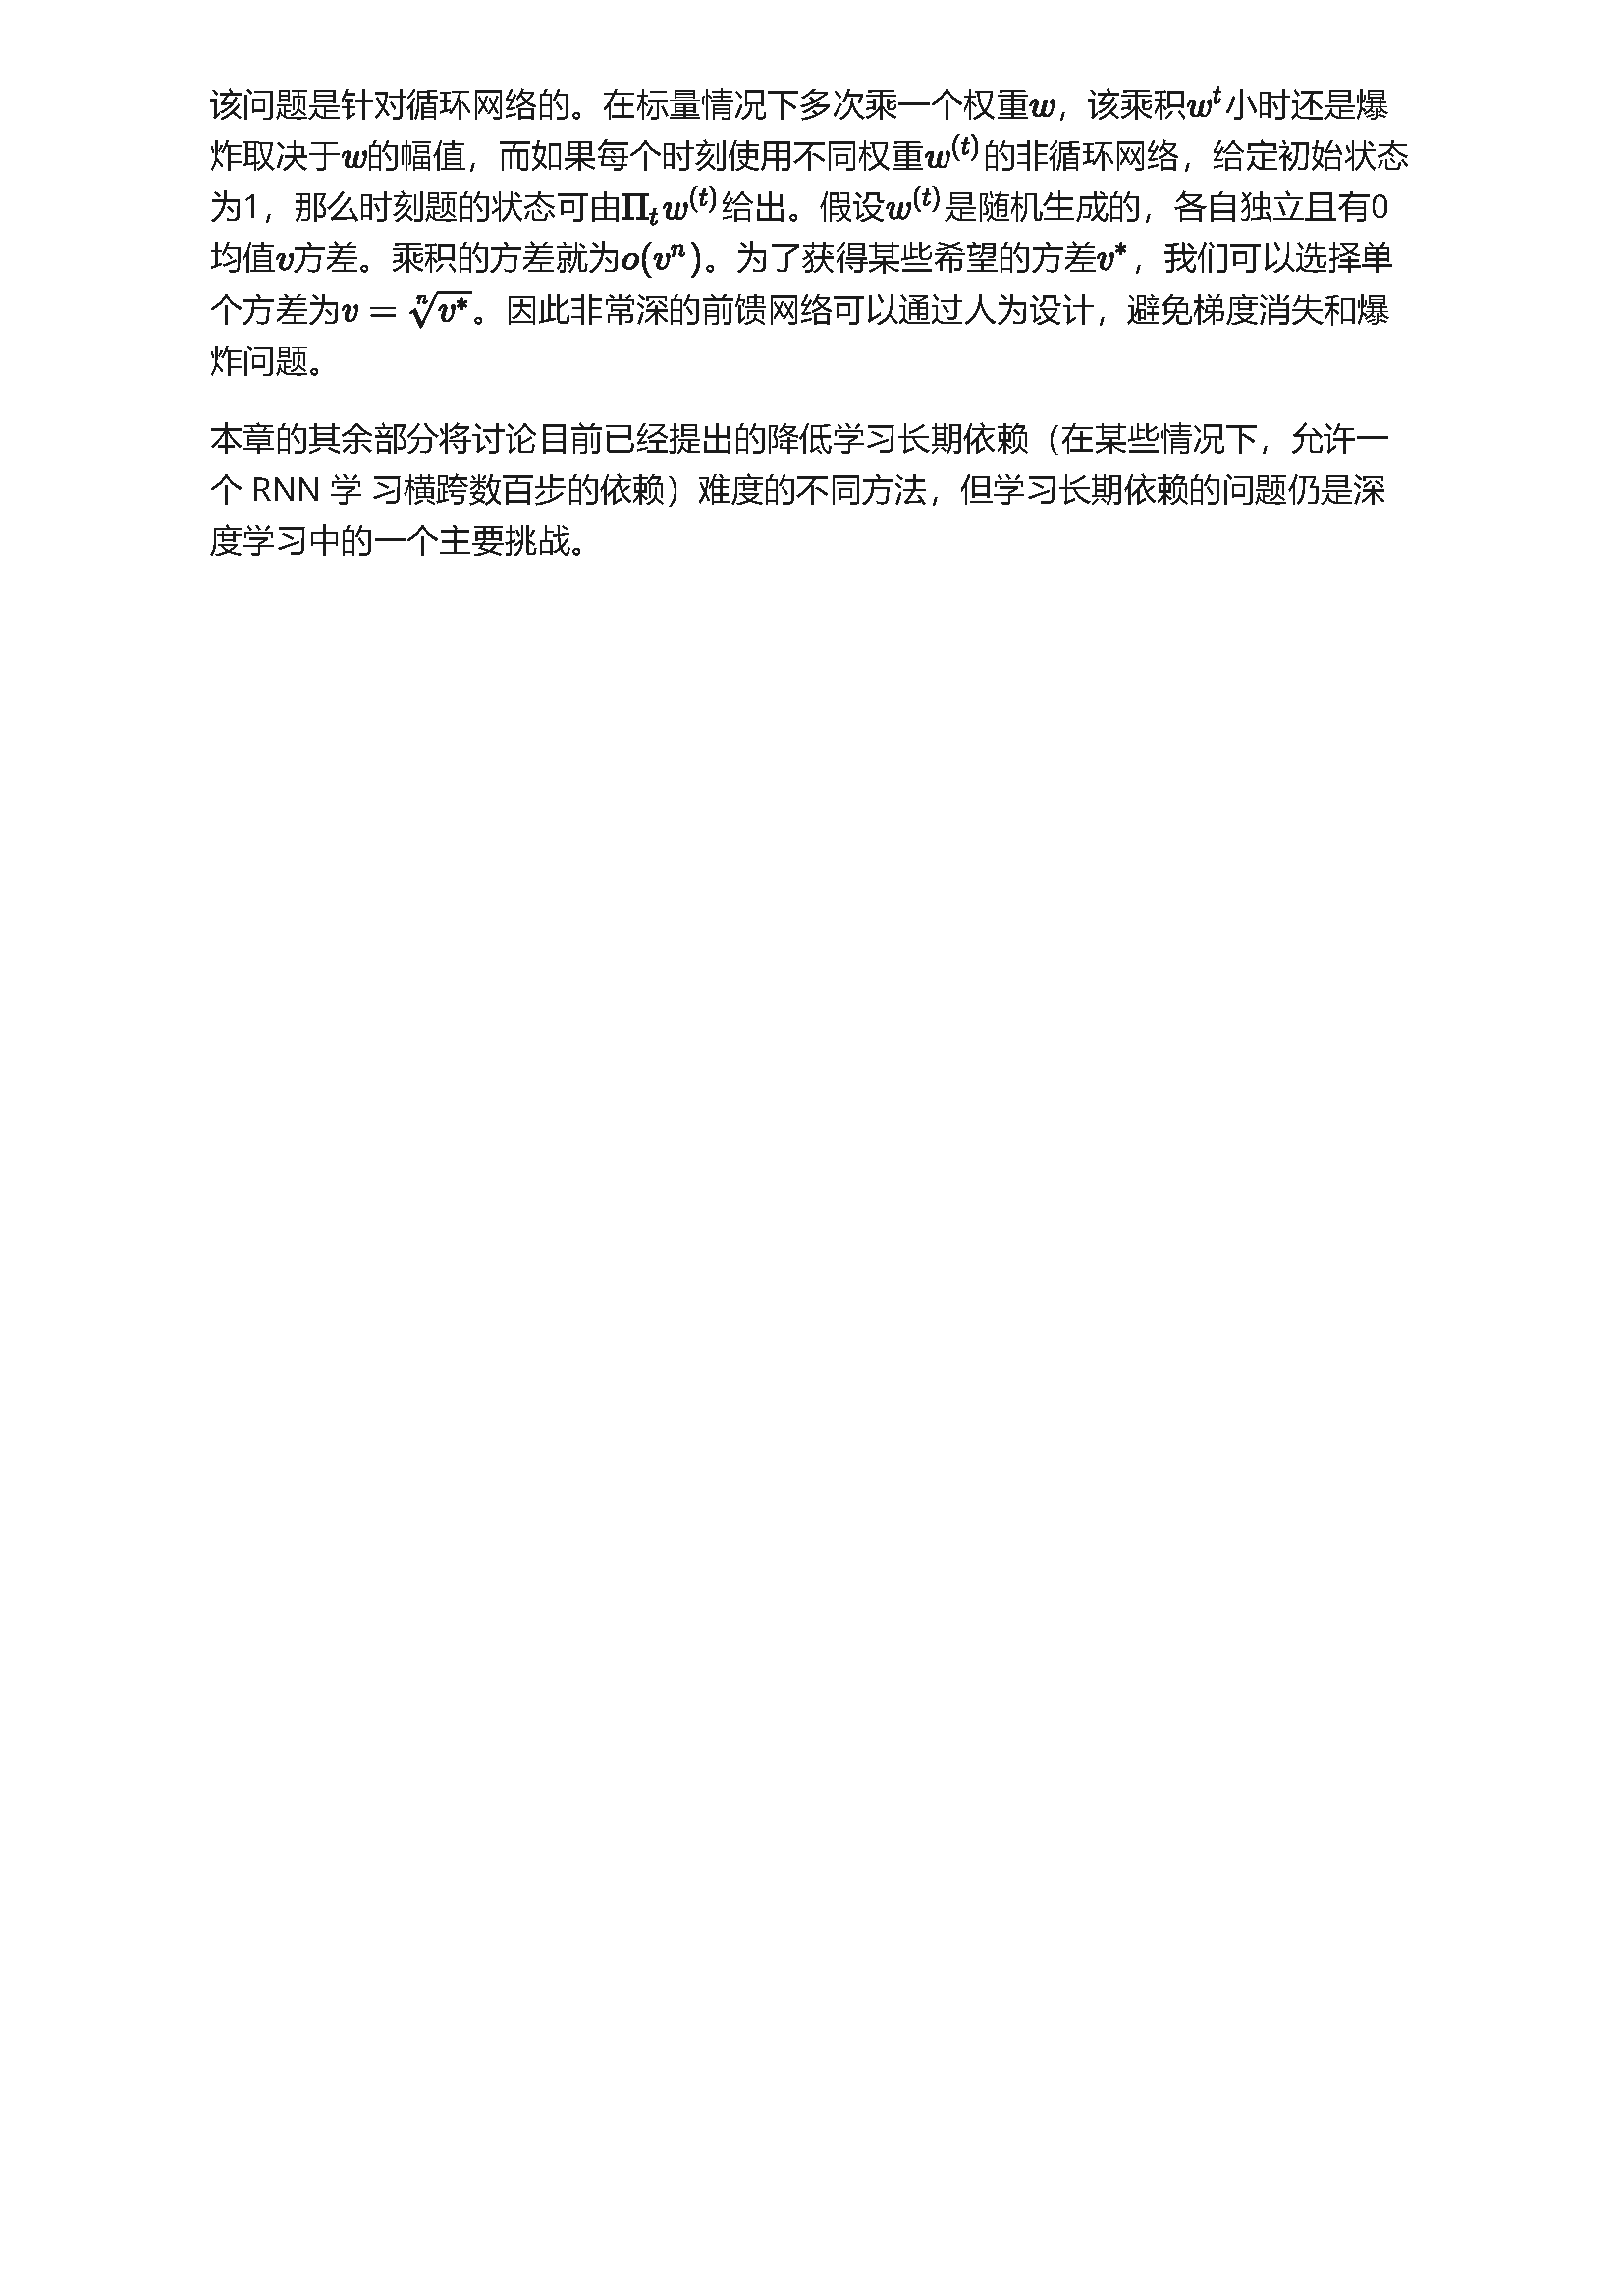 该问题是针对循环网络的。在标量情况下多次乘一个权重w，该乘积w^t小时还是爆
炸取决于w的幅值，而如果每个时刻使用不同权重w^(t)的非循环网络，给定初始状态
为1，那么时刻题的状态可由∏_t w^(t)给出。假设w^(t)是随机生成的，各自独立且有0
均值v方差。乘积的方差就为o(v^n)。为了获得某些希望的方差v*，我们可以选择单
个方差为v = ⁿ√v*。因此非常深的前馈网络可以通过人为设计，避免梯度消失和爆
炸问题。
本章的其余部分将讨论目前已经提出的降低学习长期依赖（在某些情况下，允许一
个 RNN 学 习横跨数百步的依赖）难度的不同方法，但学习长期依赖的问题仍是深
度学习中的一个主要挑战。